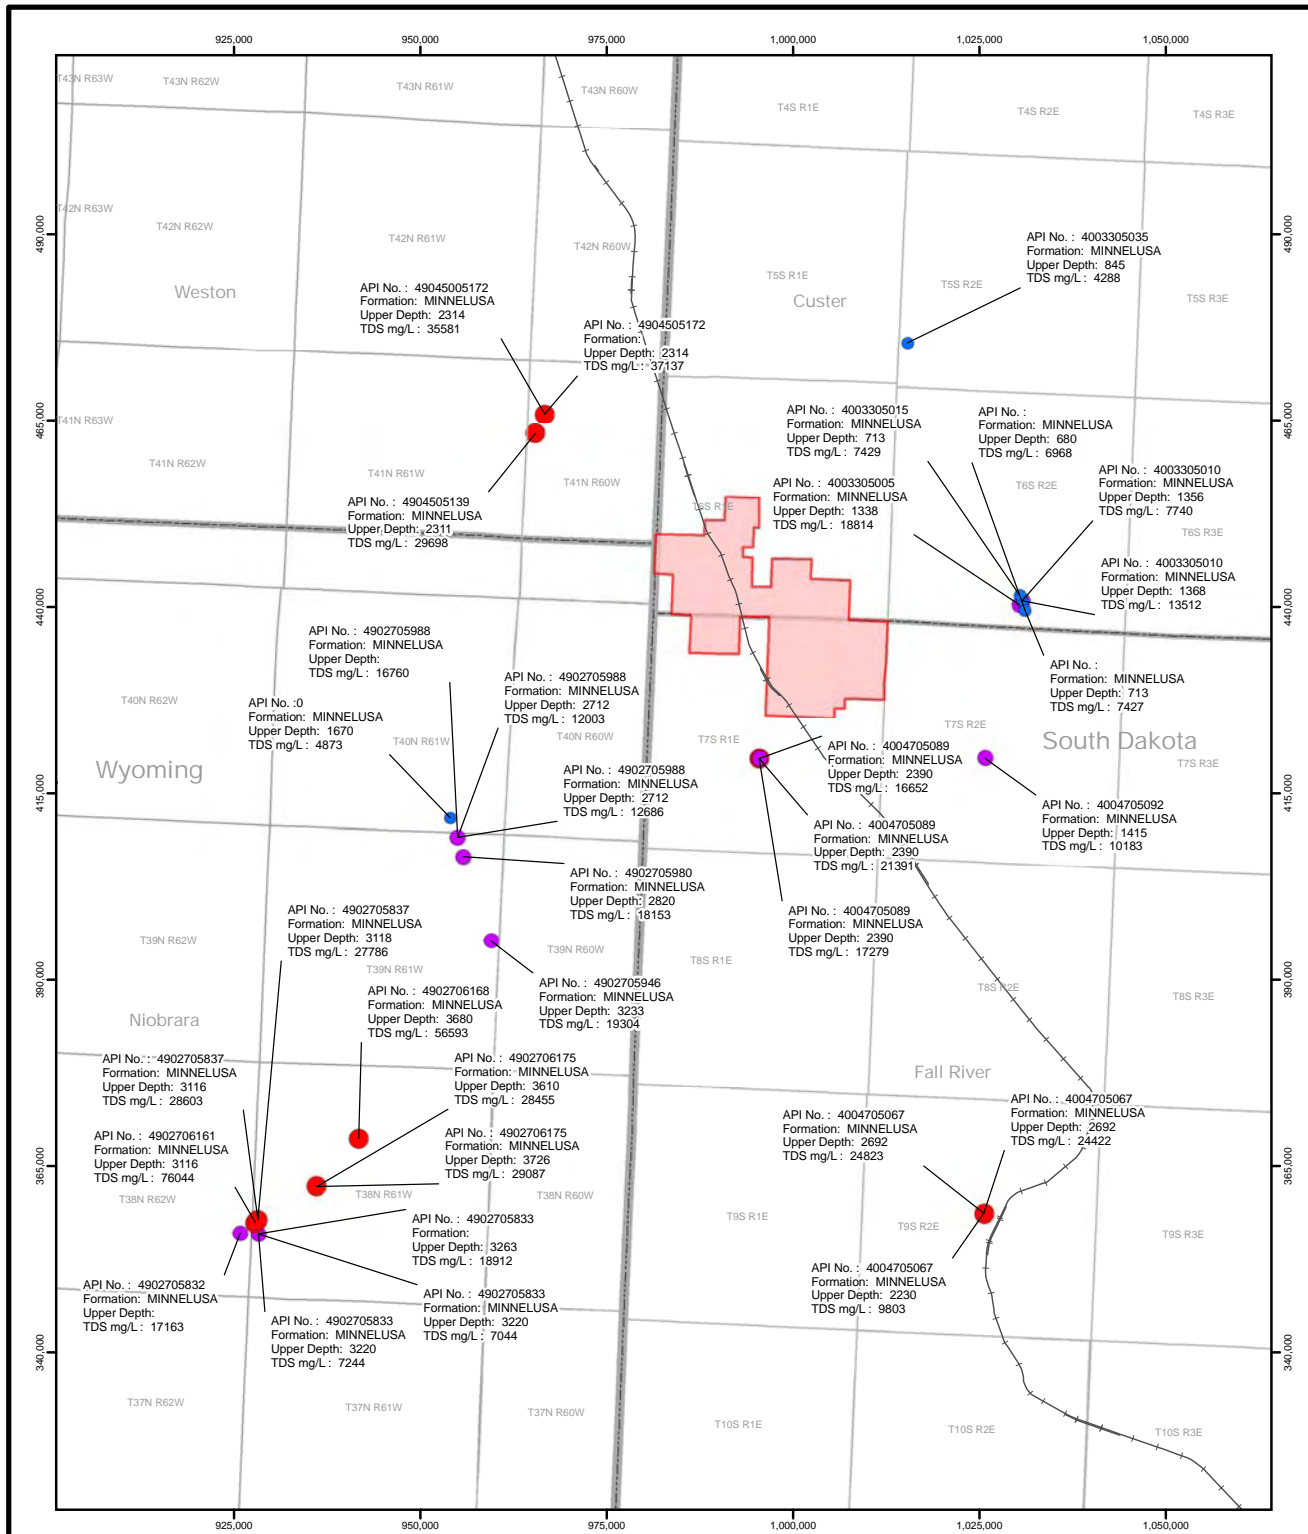 925,000
950,000
975,000
1,000,000
1,025,000
1,050,000
T43N R63W
T43N R62W
T43N R61W
T43N R60W
T4S R1E
T4S R2E
T4S R3E
490,000
490,000
T42N R63W
T42N R62W
T42N R61W
T42N R60W
T5S R1E
T5S R2E
T5S R3E
Weston
Custer
API No. : 4003305035
Formation: MINNELUSA
Upper Depth: 845
TDS mg/L : 4288
API No. : 49045005172
Formation: MINNELUSA
Upper Depth: 2314
TDS mg/L : 35581
API No. : 4904505172
Formation:
Upper Depth: 2314
TDS mg/L : 37137
465,000
465,000
T41N R63W
T41N R62W
T41N R61W
T41N R60W
T6S R1E
T6S R2E
T6S R3E
API No. : 4003305015
Formation: MINNELUSA
Upper Depth: 713
TDS mg/L : 7429
API No. :
Formation: MINNELUSA
Upper Depth: 680
TDS mg/L : 6968
API No. : 4003305010
Formation: MINNELUSA
Upper Depth: 1356
TDS mg/L : 7740
API No. : 4003305005
Formation: MINNELUSA
Upper Depth: 1338
TDS mg/L : 18814
API No. : 4904505139
Formation: MINNELUSA
Upper Depth: 2311
TDS mg/L : 29698
API No. : 4003305010
Formation: MINNELUSA
Upper Depth: 1368
TDS mg/L : 13512
440,000
440,000
API No. : 4902705988
Formation: MINNELUSA
Upper Depth:
TDS mg/L : 16760
API No. : 4902705988
Formation: MINNELUSA
Upper Depth: 2712
TDS mg/L : 12003
API No. :
Formation: MINNELUSA
Upper Depth: 713
TDS mg/L : 7427
API No. :0
Formation: MINNELUSA
Upper Depth: 1670
TDS mg/L : 4873
T40N R62W
T40N R61W
T40N R60W
T7S R1E
T7S R2E
T7S R3E
Wyoming
South Dakota
API No. : 4902705988
Formation: MINNELUSA
Upper Depth: 2712
TDS mg/L : 12686
API No. : 4004705089
Formation: MINNELUSA
Upper Depth: 2390
TDS mg/L : 16652
415,000
415,000
API No. : 4004705092
Formation: MINNELUSA
Upper Depth: 1415
TDS mg/L : 10183
API No. : 4004705089
Formation: MINNELUSA
Upper Depth: 2390
TDS mg/L : 21391
API No. : 4902705980
Formation: MINNELUSA
Upper Depth: 2820
TDS mg/L : 18153
API No. : 4902705837
Formation: MINNELUSA
Upper Depth: 3118
TDS mg/L : 27786
API No. : 4004705089
Formation: MINNELUSA
Upper Depth: 2390
TDS mg/L : 17279
T39N R62W
T39N R61W
T39N R60W
T8S R1E
T8S R2E
T8S R3E
390,000
390,000
API No. : 4902706168
Formation: MINNELUSA
Upper Depth: 3680
TDS mg/L : 56593
API No. : 4902705946
Formation: MINNELUSA
Upper Depth: 3233
TDS mg/L : 19304
Niobrara
Fall River
API No. : 4902705837
Formation: MINNELUSA
Upper Depth: 3116
TDS mg/L : 28603
API No. : 4902706175
Formation: MINNELUSA
Upper Depth: 3610
TDS mg/L : 28455
API No. : 4004705067
Formation: MINNELUSA
Upper Depth: 2692
TDS mg/L : 24823
API No. : 4004705067
Formation: MINNELUSA
Upper Depth: 2692
TDS mg/L : 24422
API No. : 4902706161
Formation: MINNELUSA
Upper Depth: 3116
TDS mg/L : 76044
API No. : 4902706175
Formation: MINNELUSA
Upper Depth: 3726
TDS mg/L : 29087
365,000
365,000
T38N R62W
T38N R61W
T38N R60W
T9S R1E
T9S R2E
T9S R3E
API No. : 4902705833
Formation:
Upper Depth: 3263
TDS mg/L : 18912
API No. : 4004705067
Formation: MINNELUSA
Upper Depth: 2230
TDS mg/L : 9803
API No. : 4902705832
Formation: MINNELUSA
Upper Depth:
TDS mg/L : 17163
API No. : 4902705833
Formation: MINNELUSA
Upper Depth: 3220
TDS mg/L : 7044
API No. : 4902705833
Formation: MINNELUSA
Upper Depth: 3220
TDS mg/L : 7244
340,000
340,000
T37N R62W
T37N R61W
T37N R60W
T10S R1E
T10S R2E
T10S R3E
925,000
950,000
975,000
1,000,000
1,025,000
1,050,000